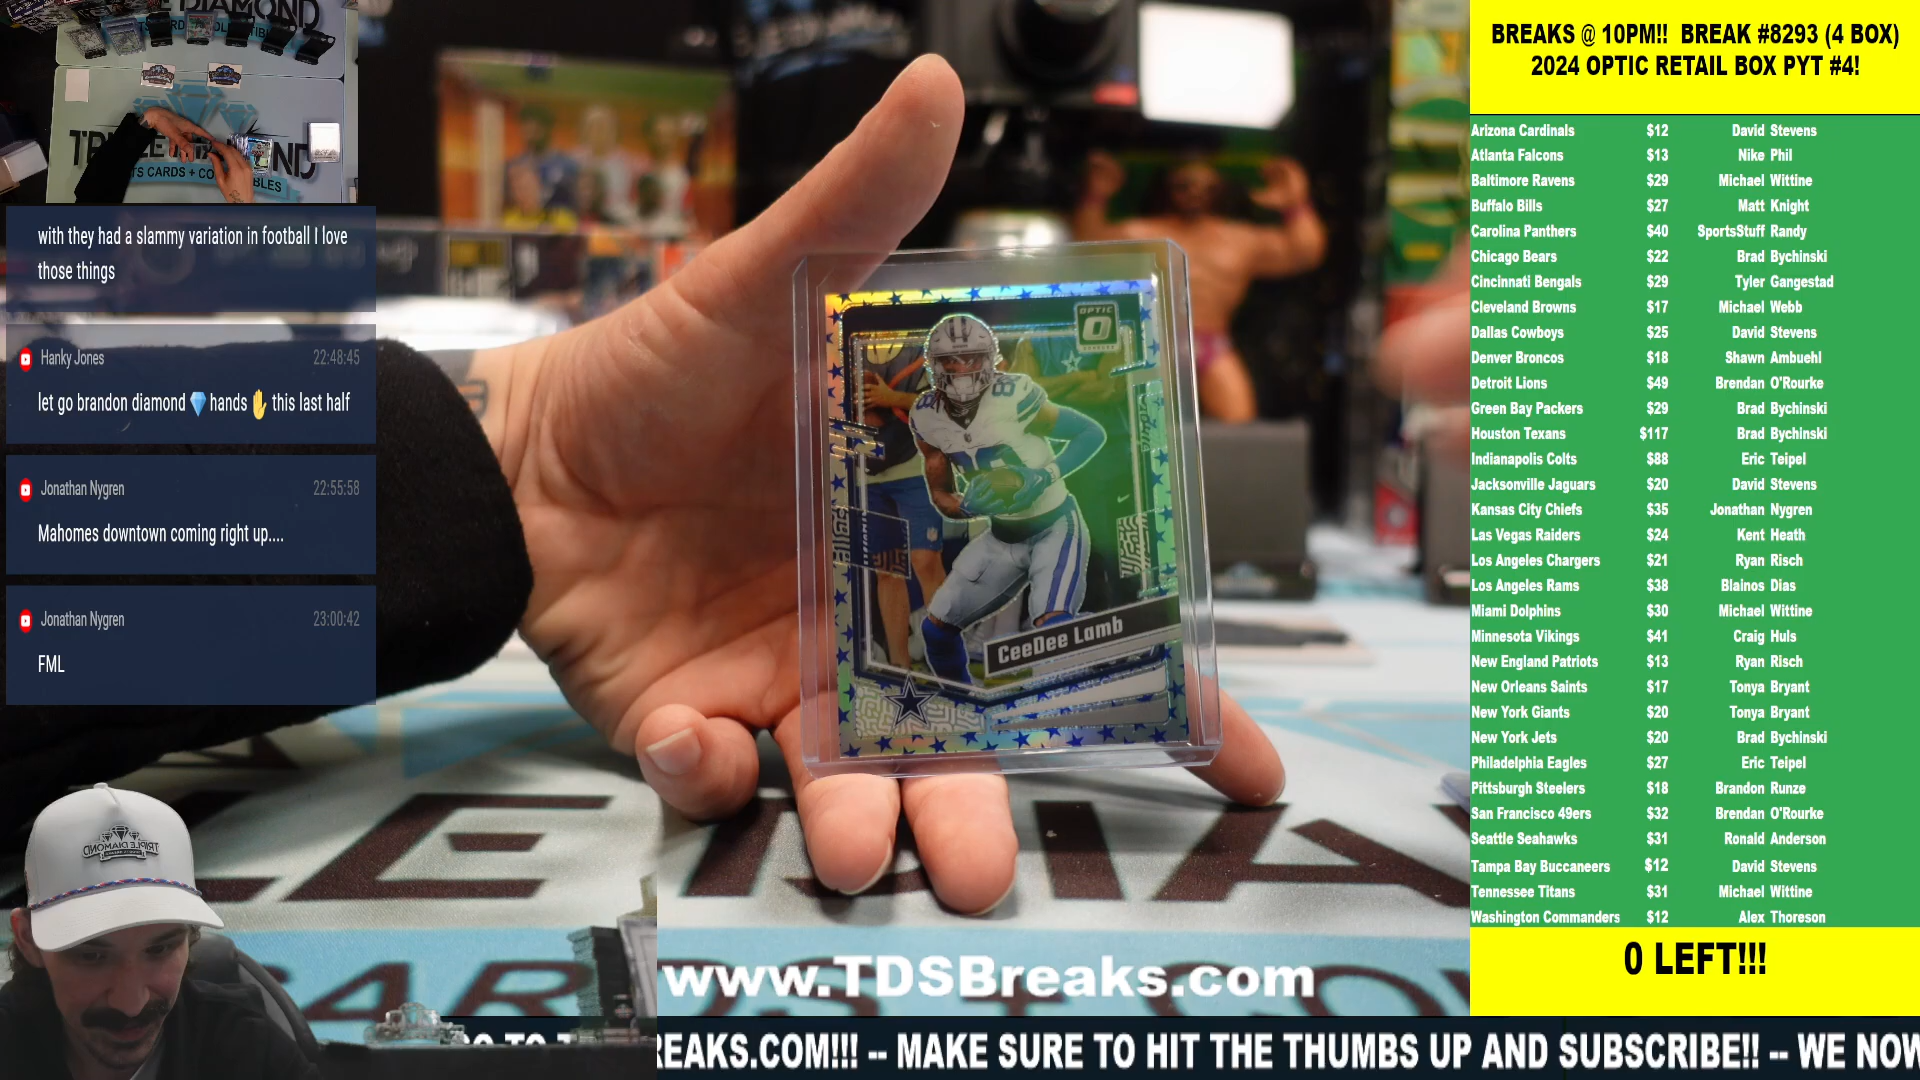 BREAKS @ 10PM!! BREAK #8293 (4 BOX)
2024 OPTIC RETAIL BOX PYT #4!
Arizona Cardinals $12 David Stevens
Atlanta Falcons $13 Nike Phil
Baltimore Ravens $29 Michael Wittine
Buffalo Bills $27 Matt Knight
Carolina Panthers $40 SportsStuff Randy
Chicago Bears $22 Brad Bychinski
Cincinnati Bengals $29 Tyler Gangestad
Cleveland Browns $17 Michael Webb
Dallas Cowboys $25 David Stevens
Denver Broncos $18 Shawn Ambuehl
Detroit Lions $49 Brendan O'Rourke
Green Bay Packers $29 Brad Bychinski
Houston Texans $117 Brad Bychinski
Indianapolis Colts $88 Eric Teipel
Jacksonville Jaguars $20 David Stevens
Kansas City Chiefs $35 Jonathan Nygren
Las Vegas Raiders $24 Kent Heath
Los Angeles Chargers $21 Ryan Risch
Los Angeles Rams $38 Blainos Dias
Miami Dolphins $30 Michael Wittine
Minnesota Vikings $41 Craig Huls
New England Patriots $13 Ryan Risch
New Orleans Saints $17 Tonya Bryant
New York Giants $20 Tonya Bryant
New York Jets $20 Brad Bychinski
Philadelphia Eagles $27 Eric Teipel
Pittsburgh Steelers $18 Brandon Runze
San Francisco 49ers $32 Brendan O'Rourke
Seattle Seahawks $31 Ronald Anderson
Tampa Bay Buccaneers $12 David Stevens
Tennessee Titans $31 Michael Wittine
Washington Commanders $12 Alex Thoreson
0 LEFT!!!
with they had a slammy variation in football I love
those things
Hanky Jones 22:48:45
let go brandon diamond 💎 hands ✋ this last half
Jonathan Nygren 22:55:58
Mahomes downtown coming right up....
Jonathan Nygren 23:00:42
FML
OPTIC
CeeDee Lamb
88
TRIPLE DIAMOND
www.TDSBreaks.com
REAKS.COM!!! -- MAKE SURE TO HIT THE THUMBS UP AND SUBSCRIBE!! -- WE NOW